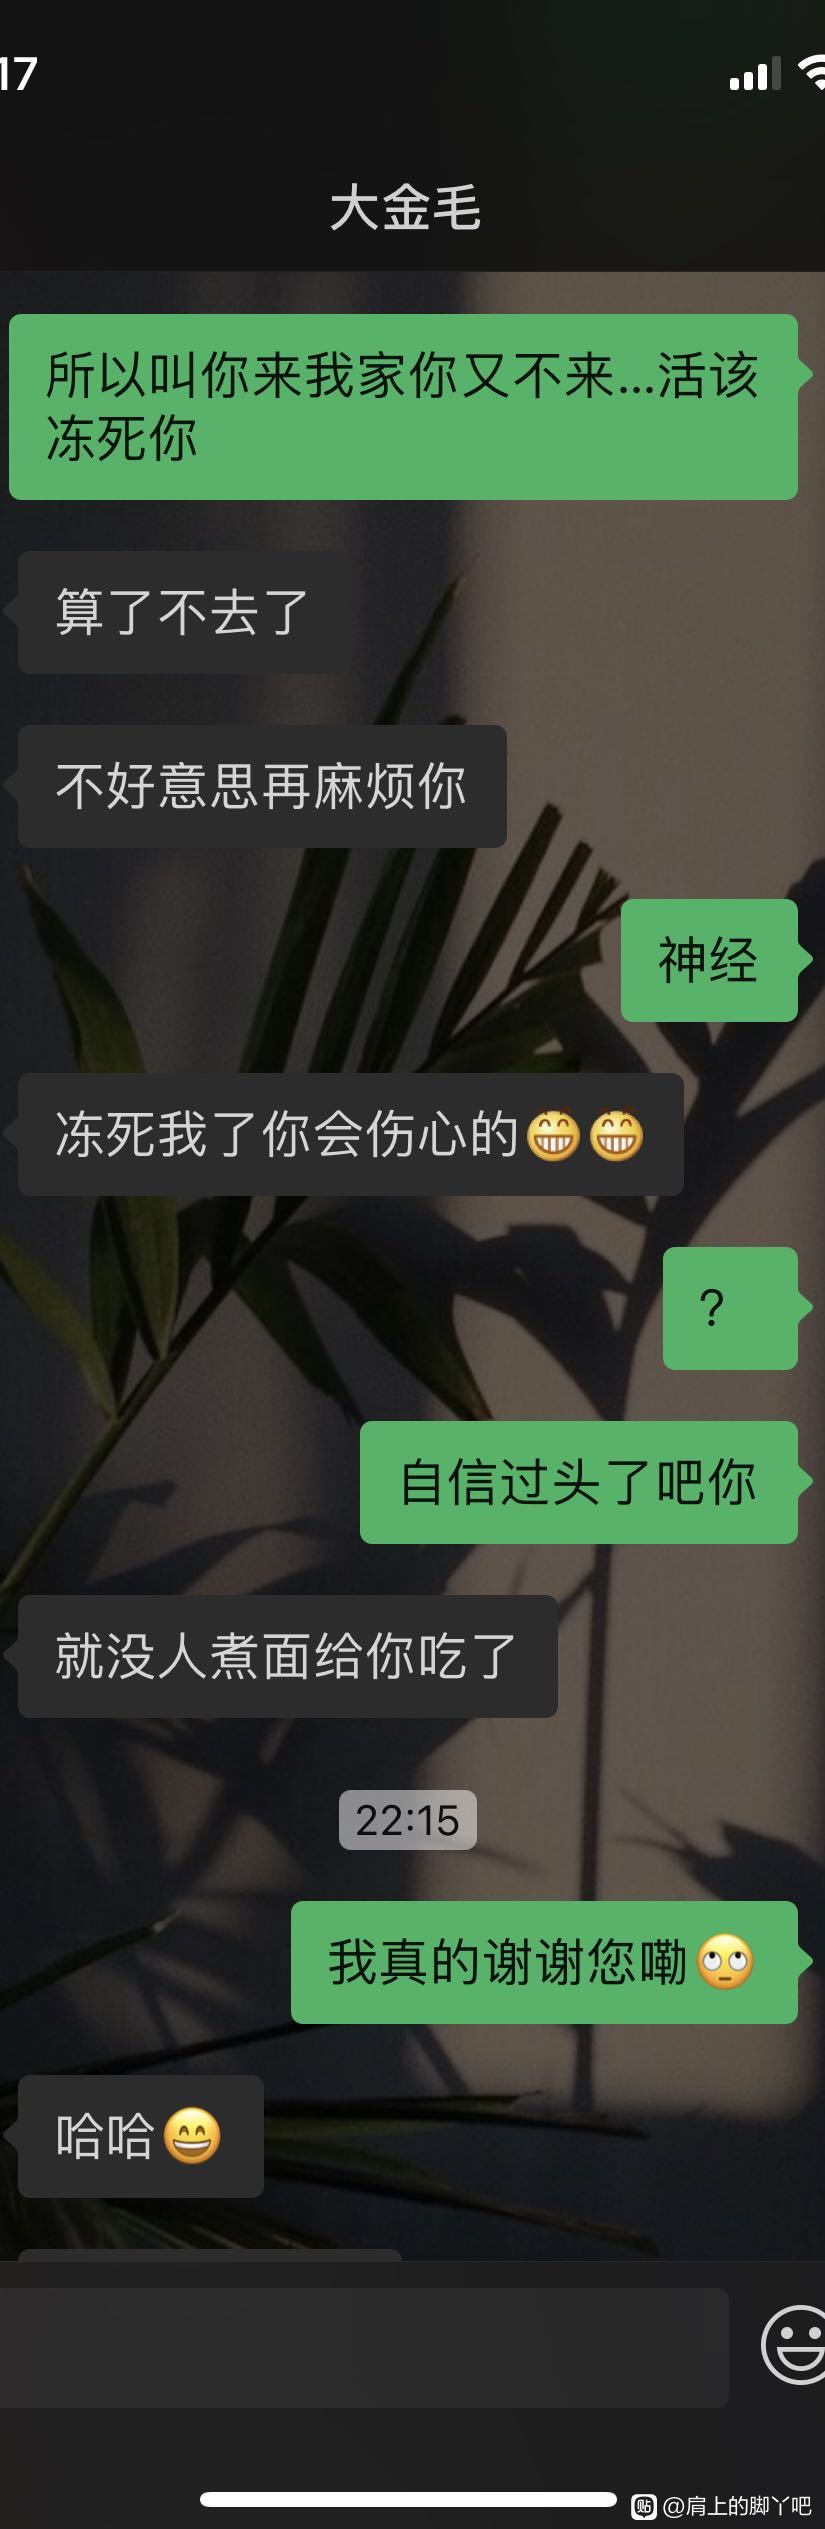 17
大金毛
所以叫你来我家你又不来...活该
冻死你
算了不去了
不好意思再麻烦你
神经
冻死我了你会伤心的😁😁
?
自信过头了吧你
就没人煮面给你吃了
22:15
我真的谢谢您嘞🙄
哈哈😄
贴 @肩上的脚丫吧